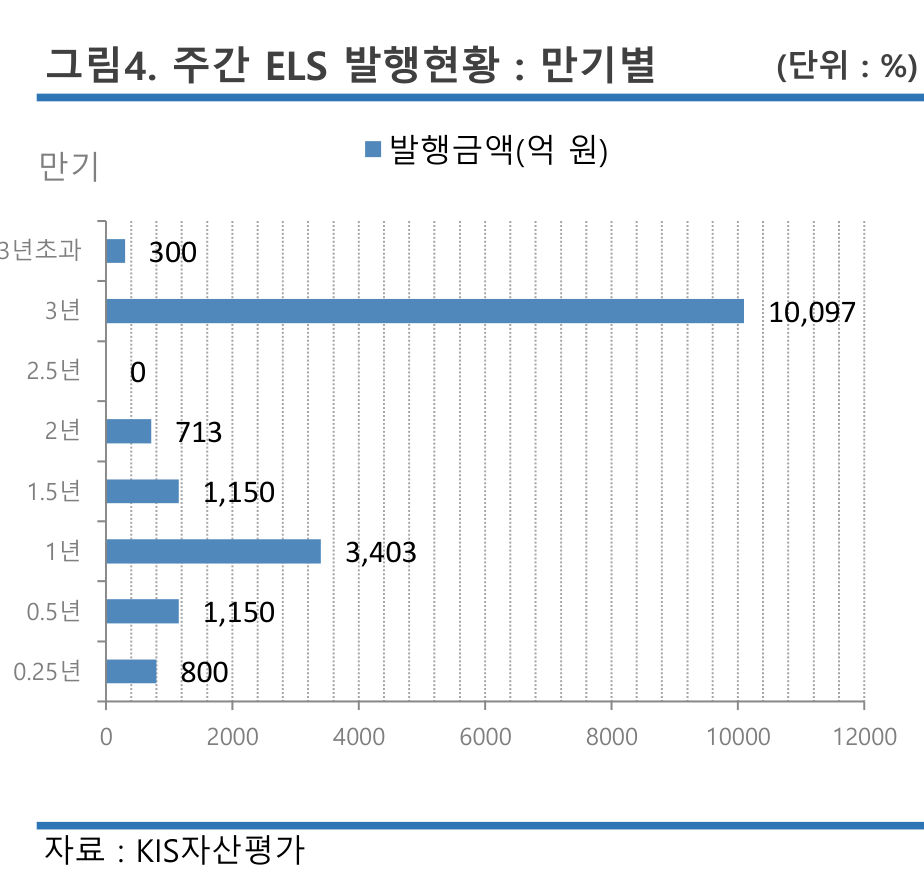 그림4. 주간 ELS 발행현황 : 만기별 (단위 : %)
발행금액(억 원)
만기
3년초과 300
3년 10,097
2.5년 0
2년 713
1.5년 1,150
1년 3,403
0.5년 1,150
0.25년 800
0 2000 4000 6000 8000 10000 12000
자료 : KIS자산평가